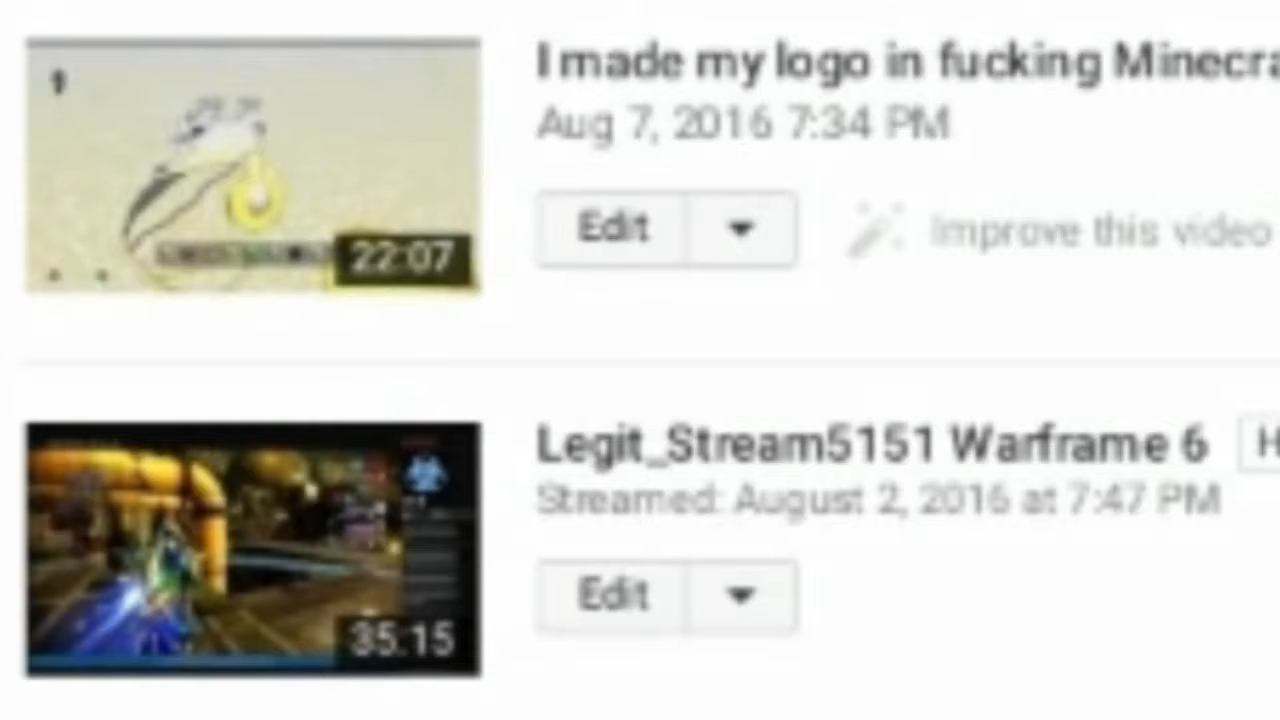 I made my logo in fucking Minecra
Aug 7, 2016 7:34 PM
22:07
Edit
Improve this video
Legit_Stream5151 Warframe 6
Streamed: August 2, 2016 at 7:47 PM
35:15
Edit